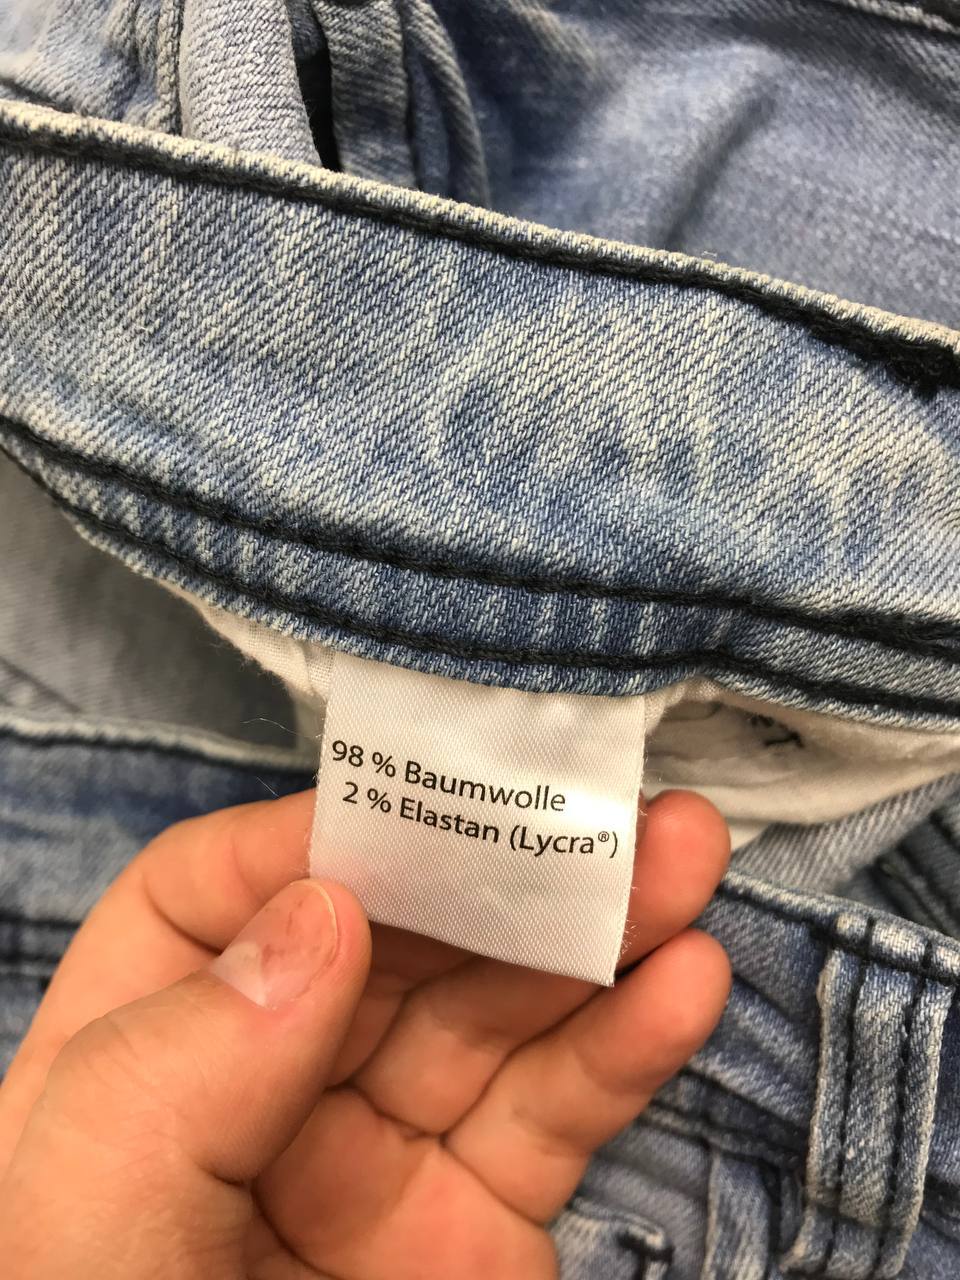 98 % Baumwolle
2 % Elastan (Lycra®)